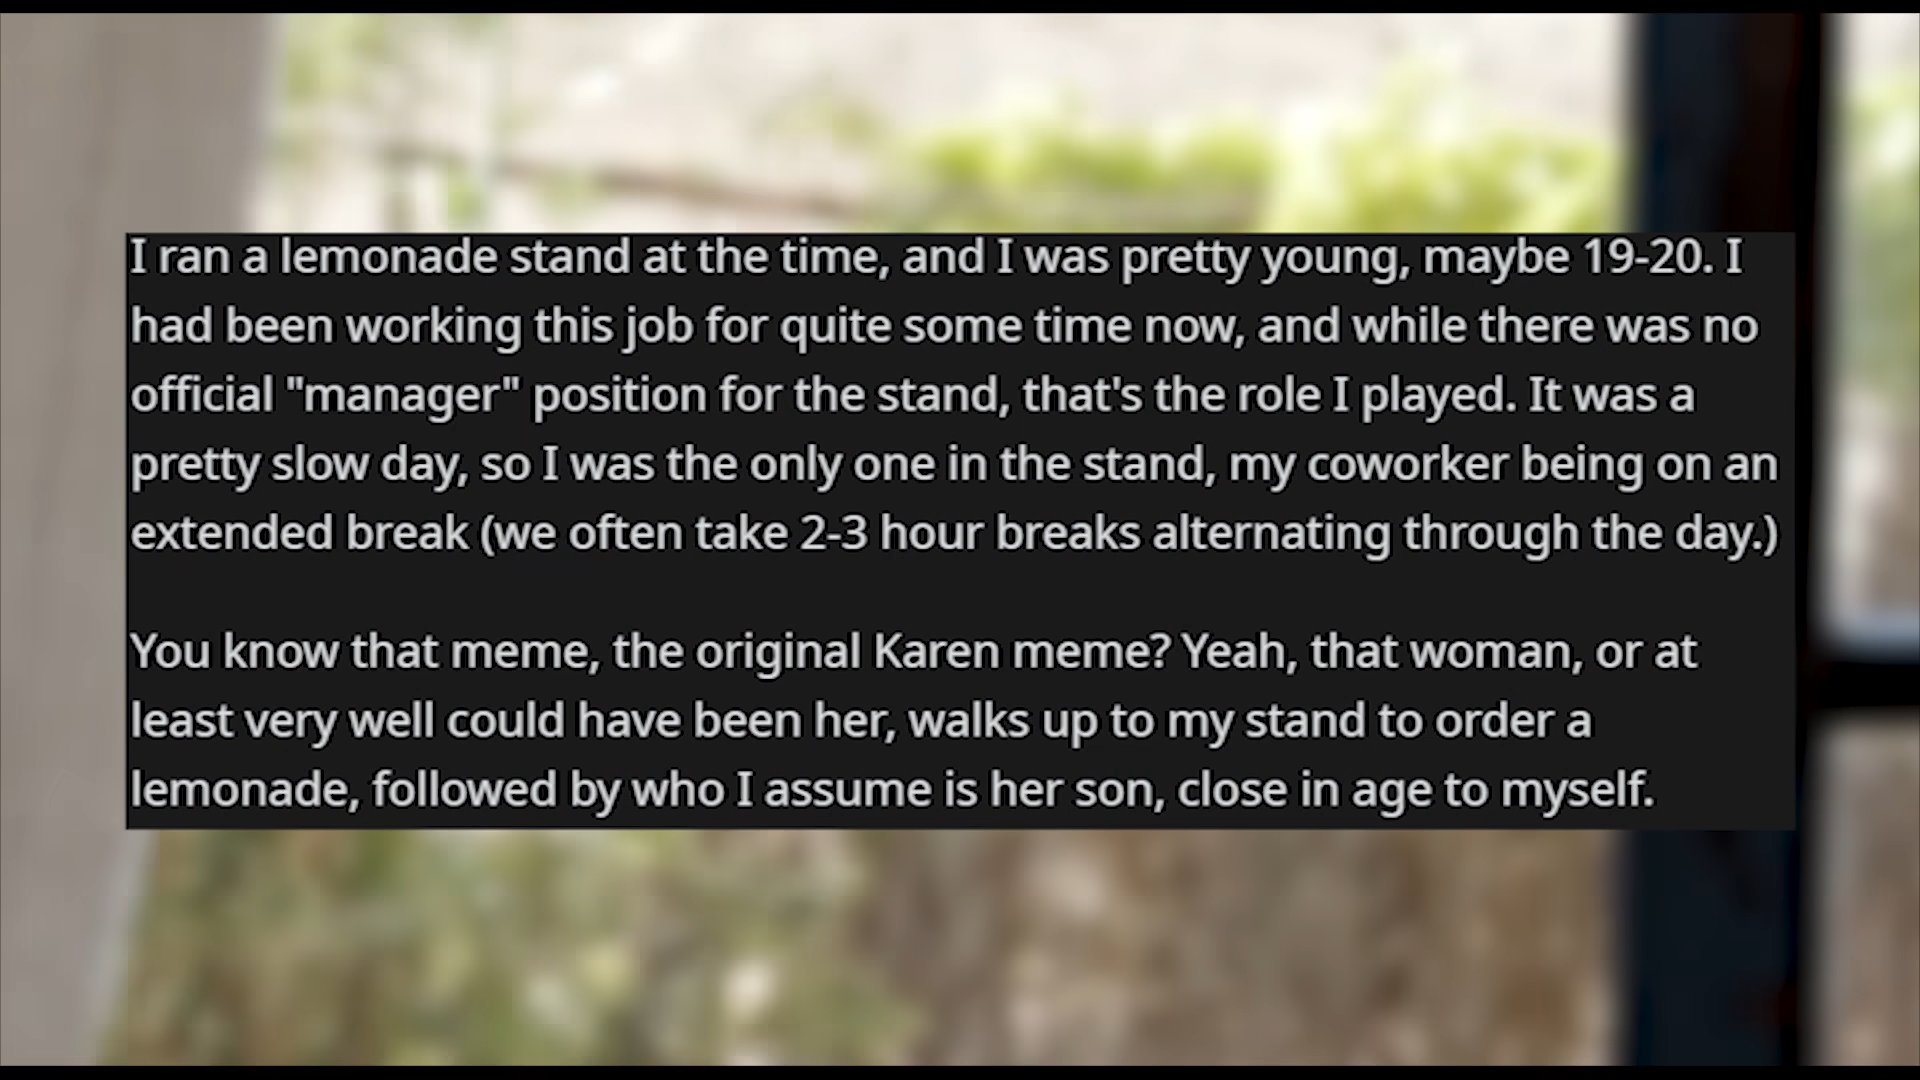 I ran a lemonade stand at the time, and I was pretty young, maybe 19-20. I
had been working this job for quite some time now, and while there was no
official "manager" position for the stand, that's the role I played. It was a
pretty slow day, so I was the only one in the stand, my coworker being on an
extended break (we often take 2-3 hour breaks alternating through the day.)
You know that meme, the original Karen meme? Yeah, that woman, or at
least very well could have been her, walks up to my stand to order a
lemonade, followed by who I assume is her son, close in age to myself.